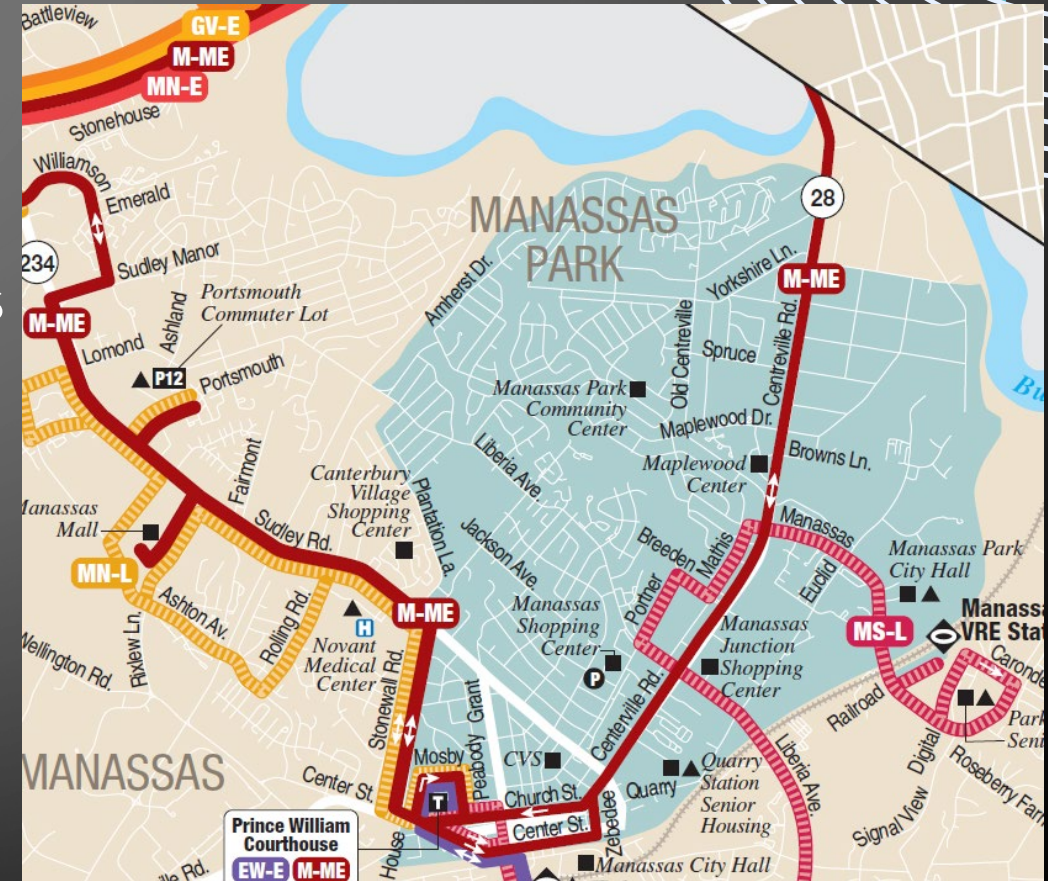 Battleview
GV-E
M-ME
MN-E
Stonehouse
Williamson
Emerald
234
Sudley Manor
M-ME
Ashland
Portsmouth
Commuter Lot
Lomond
P12
Portsmouth
MANASSAS
PARK
28
Amherst Dr.
Yorkshire Ln.
M-ME
Old Centreville
Spruce
Centreville Rd.
Manassas Park
Community
Center
Maplewood Dr.
Maplewood
Center
Browns Ln.
Fairmont
Canterbury
Village
Shopping
Center
Plantation La.
Liberia Ave.
Jackson Ave.
Manassas
Mall
Sudley Rd.
MN-L
Ashton Av.
Rolling Rd.
Rixlew Ln.
Wellington Rd.
H
Novant
Medical
Center
M-ME
Stonewall Rd.
Breeden
Mathis
Portner
Manassas
Euclid
Manassas Park
City Hall
MS-L
VRE
Manassas
Shopping
Center
P
Manassas
Junction
Shopping
Center
Railroad
Digital
Park
Roseberry
Signal View
Liberia Ave.
MANASSAS
Center St.
Mosby
Peabody
Grant
CVS
Centerville Rd.
T
Church St.
Center St.
Zebedee
Quarry
Quarry
Station
Senior
Housing
Prince William
Courthouse
EW-E M-ME
House
Manassas City Hall
Rd.